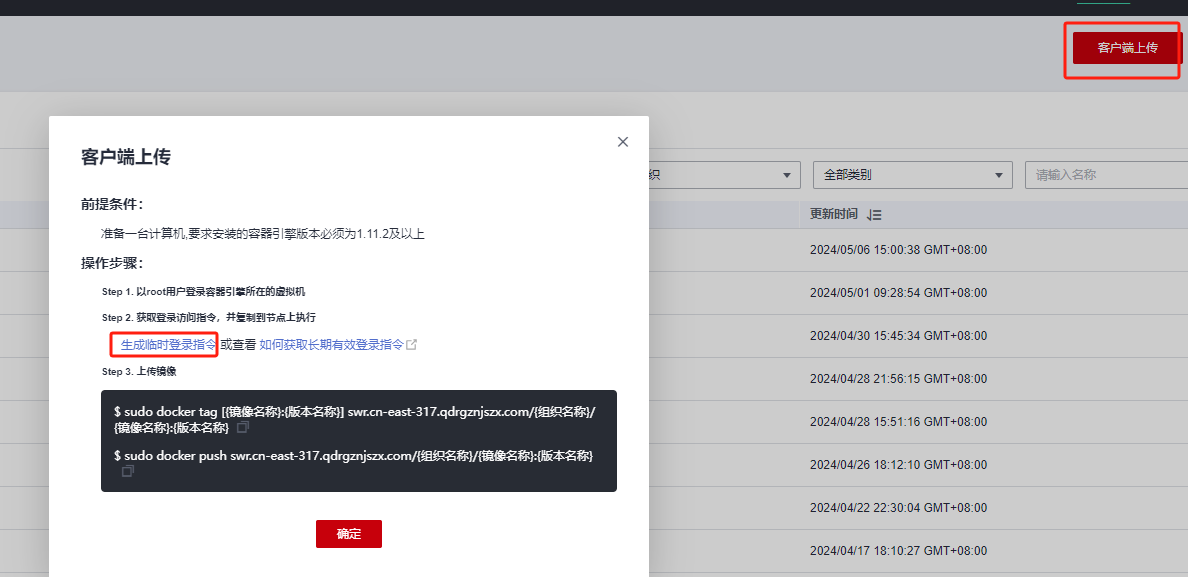 客户端上传
客户端上传
前提条件：
准备一台计算机,要求安装的容器引擎版本必须为1.11.2及以上
操作步骤：
Step 1. 以root用户登录容器引擎所在的虚拟机
Step 2. 获取登录访问指令，并复制到节点上执行
生成临时登录指令 或查看 如何获取长期有效登录指令
Step 3. 上传镜像
$ sudo docker tag [{镜像名称}:{版本名称}] swr.cn-east-317.qdrgznjszx.com/{组织名称}/
{镜像名称}:{版本名称}
$ sudo docker push swr.cn-east-317.qdrgznjszx.com/{组织名称}/{镜像名称}:{版本名称}
确定
织 全部类别 请输入名称
更新时间
2024/05/06 15:00:38 GMT+08:00
2024/05/01 09:28:54 GMT+08:00
2024/04/30 15:45:34 GMT+08:00
2024/04/28 21:56:15 GMT+08:00
2024/04/28 15:51:16 GMT+08:00
2024/04/26 18:12:10 GMT+08:00
2024/04/22 22:30:04 GMT+08:00
2024/04/17 18:10:27 GMT+08:00